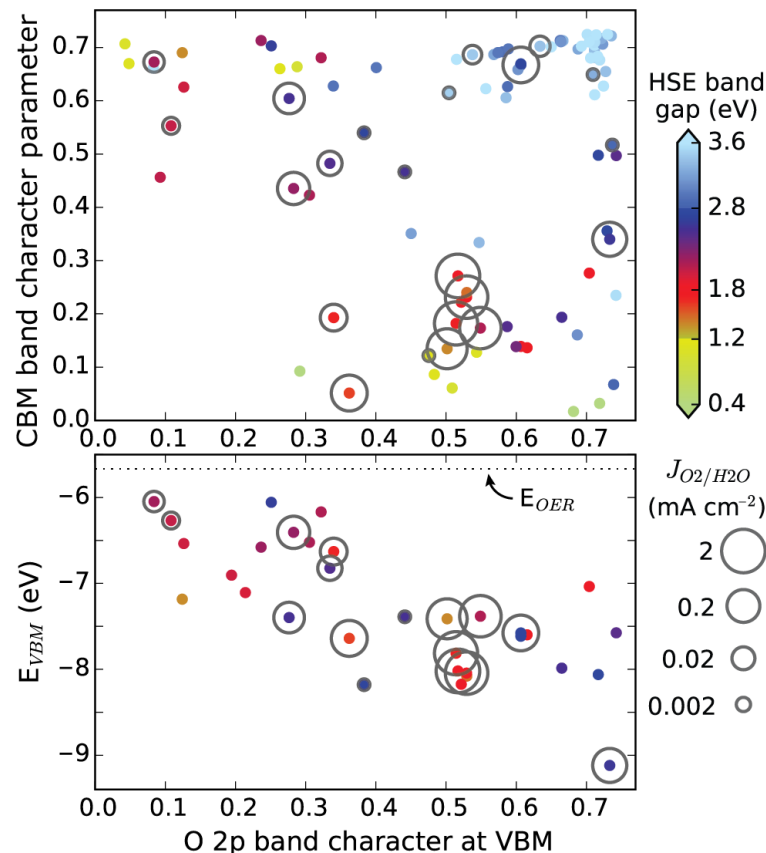 CBM band character parameter
0.7
0.6
0.5
0.4
0.3
0.2
0.1
0.0
0.0 0.1 0.2 0.3 0.4 0.5 0.6 0.7
HSE band
gap (eV)
3.6
2.8
1.8
1.2
0.4
E_VBM (eV)
−6
−7
−8
−9
E_OER
0.0 0.1 0.2 0.3 0.4 0.5 0.6 0.7
O 2p band character at VBM
J_O2/H2O
(mA cm⁻²)
2
0.2
0.02
0.002